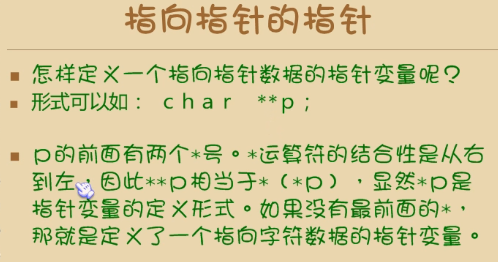 指向指针的指针
怎样定义一个指向指针数据的指针变量呢？
形式可以如： char **p；
p的前面有两个*号。*运算符的结合性是从右
到左，因此**p相当于*（*p），显然*p是
指针变量的定义形式。如果没有最前面的*，
那就是定义了一个指向字符数据的指针变量。